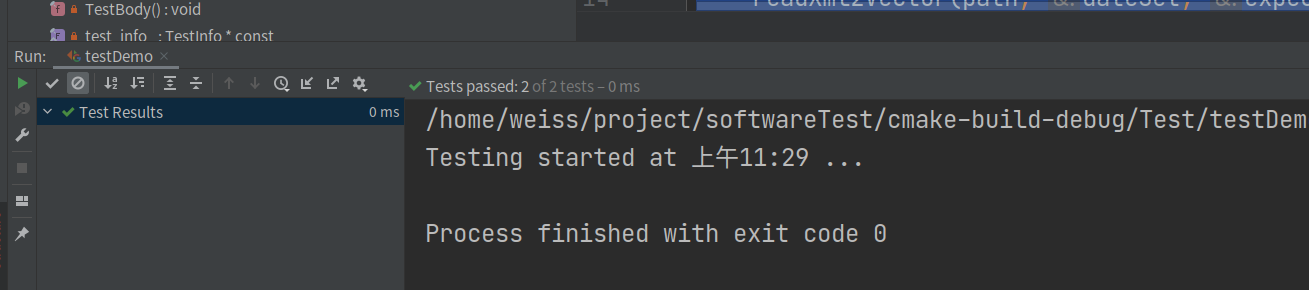 TestBody() : void
14
readXml2Vector(path, &: dateSet, &: expec
test_info_ : TestInfo * const
Run: testDemo
Tests passed: 2 of 2 tests – 0 ms
Test Results 0 ms
/home/weiss/project/softwareTest/cmake-build-debug/Test/testDem
Testing started at 上午11:29 ...
Process finished with exit code 0